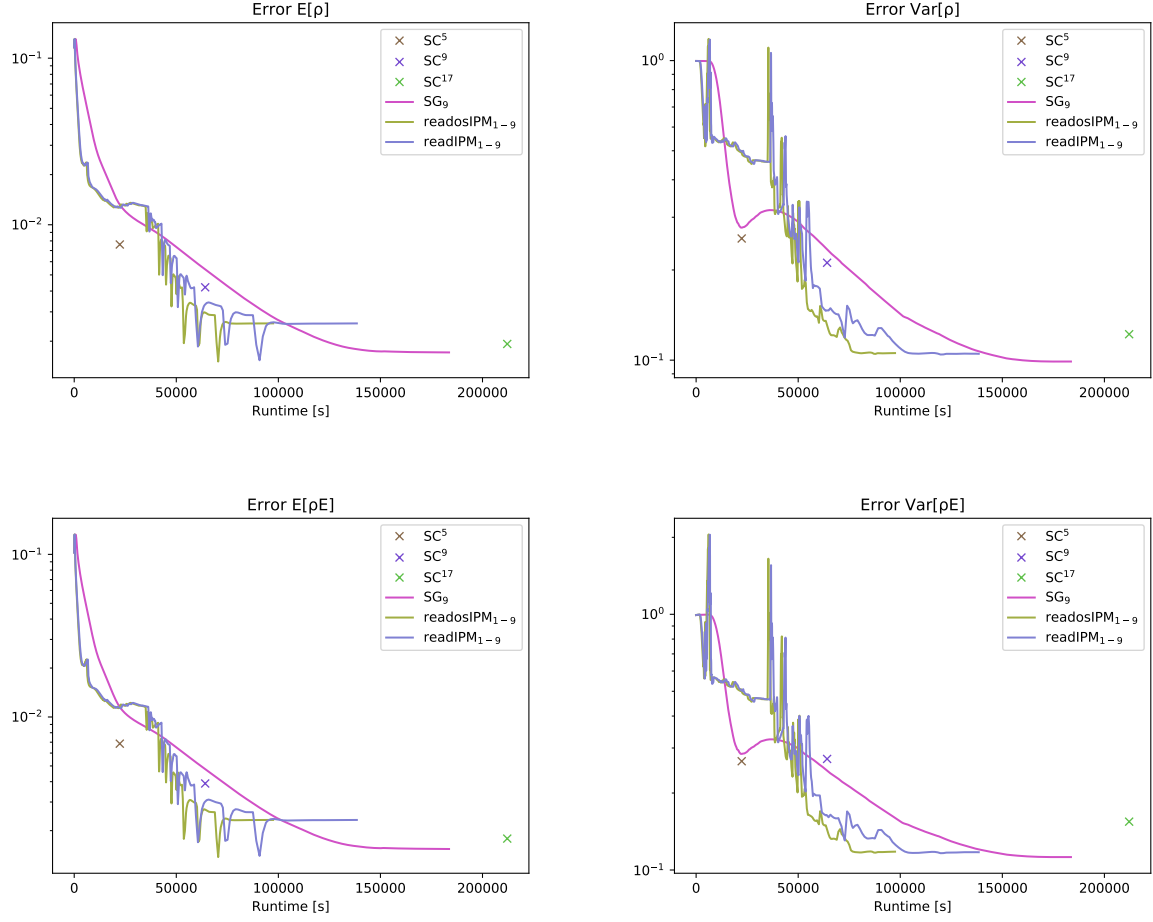 Error E[ρ]
10⁻¹
10⁻²
SC⁵
SC⁹
SC¹⁷
SG₉
readosIPM₁₋₉
readIPM₁₋₉
0 50000 100000 150000 200000
Runtime [s]
Error Var[ρ]
10⁰
10⁻¹
SC⁵
SC⁹
SC¹⁷
SG₉
readosIPM₁₋₉
readIPM₁₋₉
0 50000 100000 150000 200000
Runtime [s]
Error E[ρE]
10⁻¹
10⁻²
SC⁵
SC⁹
SC¹⁷
SG₉
readosIPM₁₋₉
readIPM₁₋₉
0 50000 100000 150000 200000
Runtime [s]
Error Var[ρE]
10⁰
10⁻¹
SC⁵
SC⁹
SC¹⁷
SG₉
readosIPM₁₋₉
readIPM₁₋₉
0 50000 100000 150000 200000
Runtime [s]